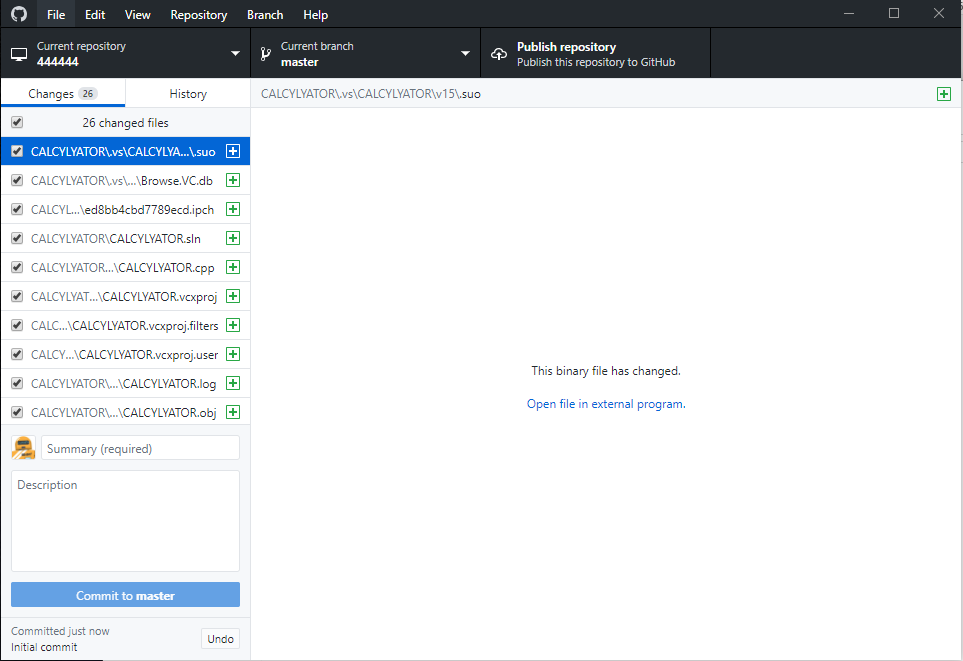 File Edit View Repository Branch Help
Current repository
444444
Current branch
master
Publish repository
Publish this repository to GitHub
Changes 26
History
CALCYLYATOR\.vs\CALCYLYATOR\v15\.suo
26 changed files
CALCYLYATOR\.vs\CALCYLYA...\.suo
CALCYLYATOR\.vs\...\Browse.VC.db
CALCYL...\ed8bb4cbd7789ecd.ipch
CALCYLYATOR\CALCYLYATOR.sln
CALCYLYATOR...\CALCYLYATOR.cpp
CALCYLYAT...\CALCYLYATOR.vcxproj
CALC...\CALCYLYATOR.vcxproj.filters
CALCY...\CALCYLYATOR.vcxproj.user
CALCYLYATOR\...\CALCYLYATOR.log
CALCYLYATOR\...\CALCYLYATOR.obj
This binary file has changed.
Open file in external program.
Summary (required)
Description
Commit to master
Committed just now
Initial commit
Undo